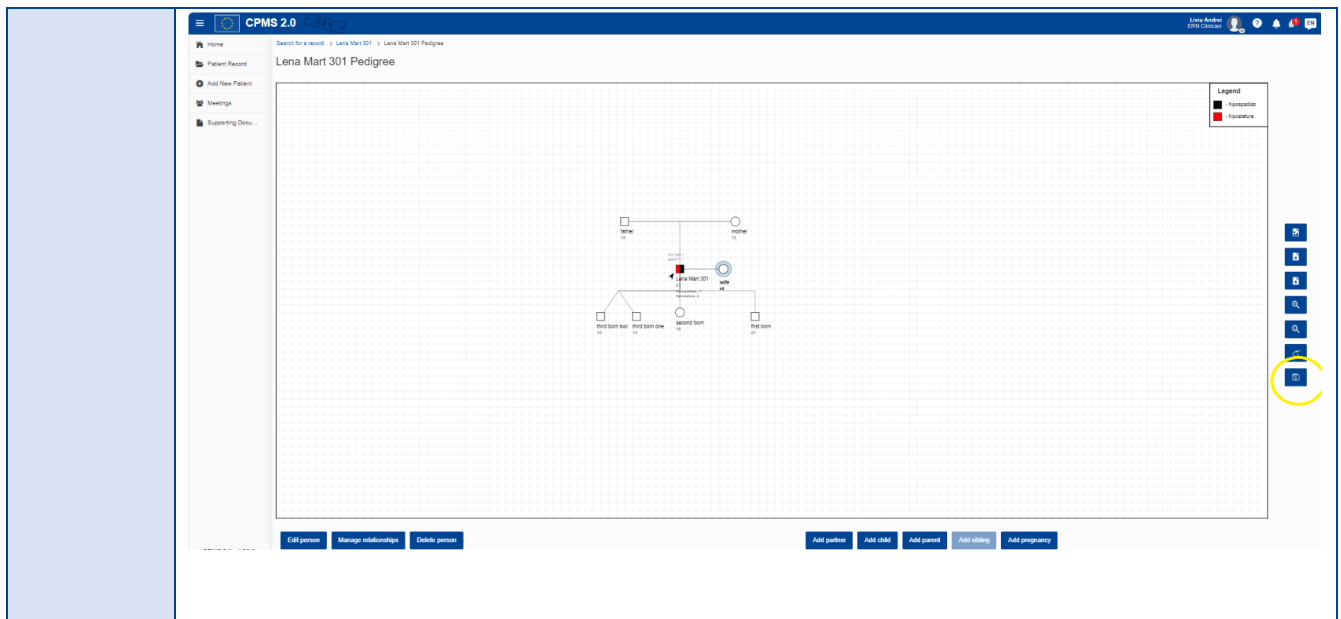 CPMS 2.0
DEV
Liviu Andrei
ERN Clinician
EN
Home
Patient Record
Add New Patient
Meetings
Supporting Docu...
Search for a record > Lena Mart 301 > Lena Mart 301 Pedigree
Lena Mart 301 Pedigree
Legend
- hipospadias
- hipostature
father
mother
73
Lena Mart 301
wife
third born two
third born one
second born
first born
Edit person
Manage relationships
Delete person
Add partner
Add child
Add parent
Add sibling
Add pregnancy